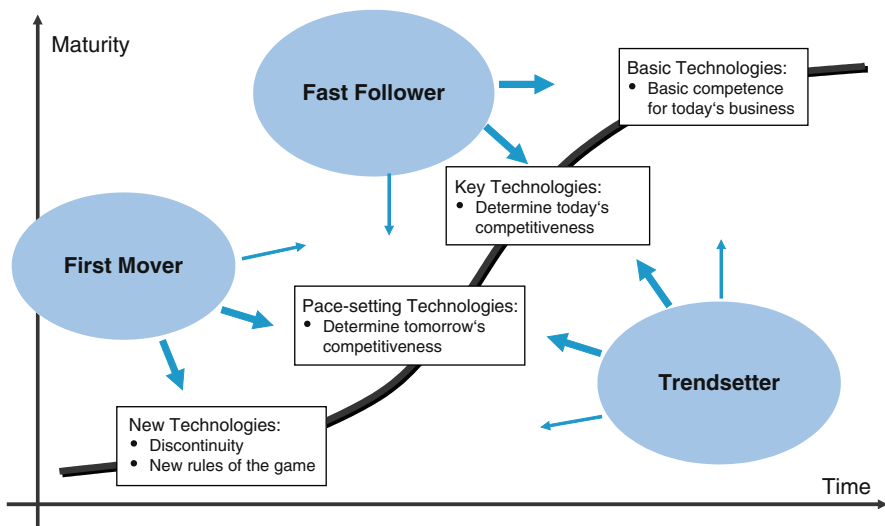 Maturity
Fast Follower
Basic Technologies:
• Basic competence
for today‘s business
Key Technologies:
• Determine today‘s
competitiveness
First Mover
Pace-setting Technologies:
• Determine tomorrow‘s
competitiveness
Trendsetter
New Technologies:
• Discontinuity
• New rules of the game
Time